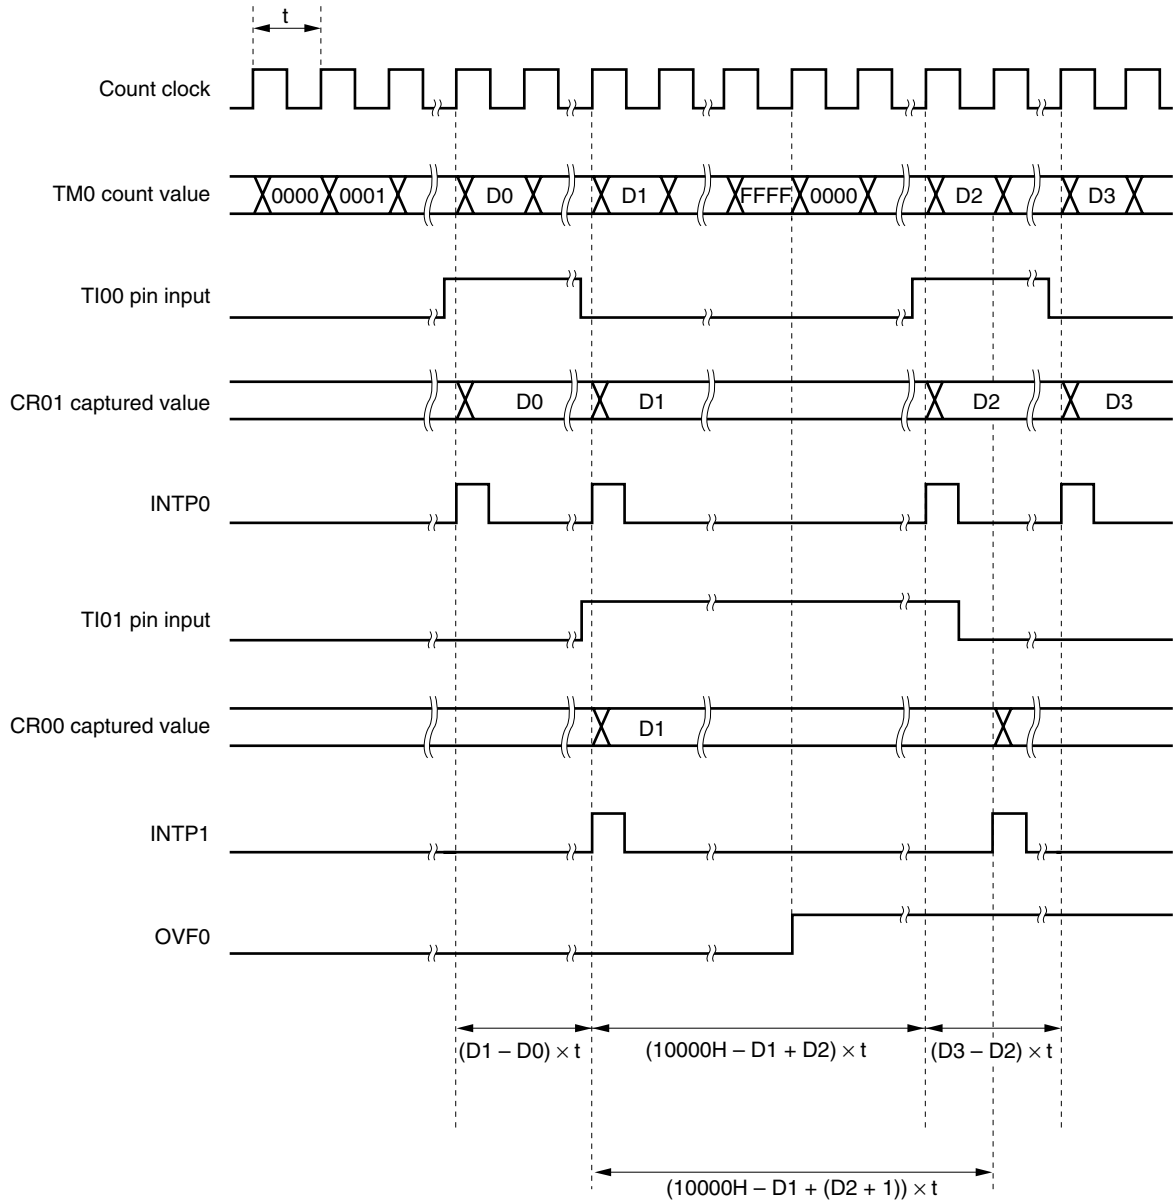 t
Count clock
TM0 count value 0000 0001 D0 D1 FFFF 0000 D2 D3
TI00 pin input
CR01 captured value D0 D1 D2 D3
INTP0
TI01 pin input
CR00 captured value D1
INTP1
OVF0
(D1 – D0) × t (10000H – D1 + D2) × t (D3 – D2) × t
(10000H – D1 + (D2 + 1)) × t